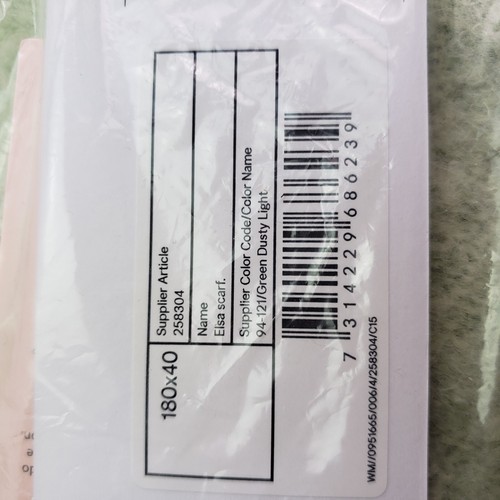 180x40
Supplier Article
258304
Name
Elsa scarf.
Supplier Color Code/Color Name
94-121/Green Dusty Light
7 314229 686239
WM//0951665/006/4/258304/C15